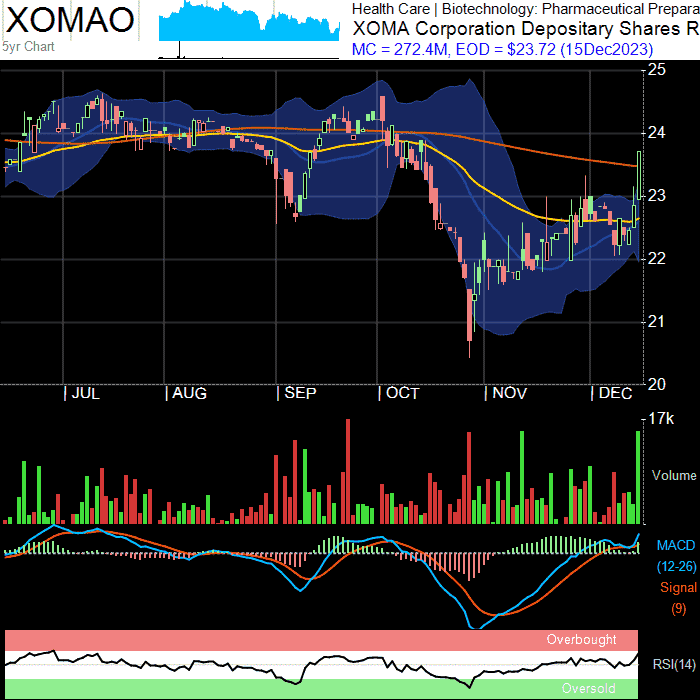 XOMAO
5yr Chart
Health Care | Biotechnology: Pharmaceutical Prepara
XOMA Corporation Depositary Shares R
MC = 272.4M, EOD = $23.72 (15Dec2023)
25
24
23
22
21
20
| JUL | AUG | SEP | OCT | NOV | DEC
17k
Volume
MACD
(12-26)
Signal
(9)
Overbought
RSI(14)
Oversold